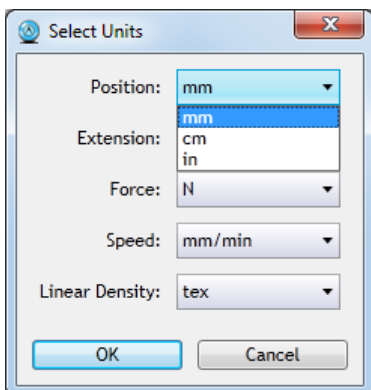 Select Units
Position: mm
mm
Extension: cm
in
Force: N
Speed: mm/min
Linear Density: tex
OK Cancel